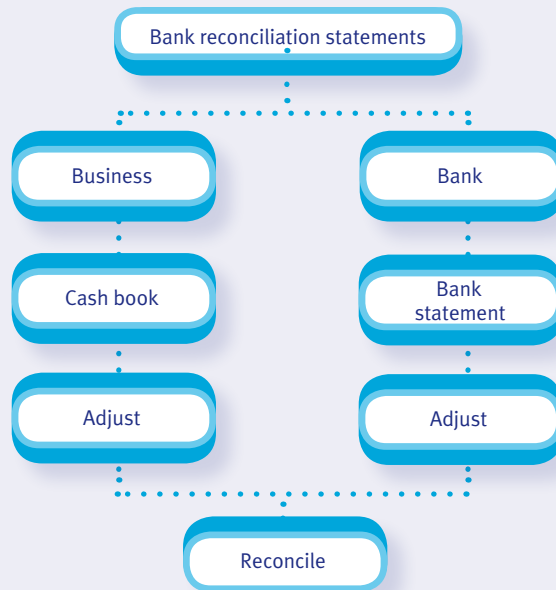 Bank reconciliation statements
Business
Bank
Cash book
Bank
statement
Adjust
Adjust
Reconcile